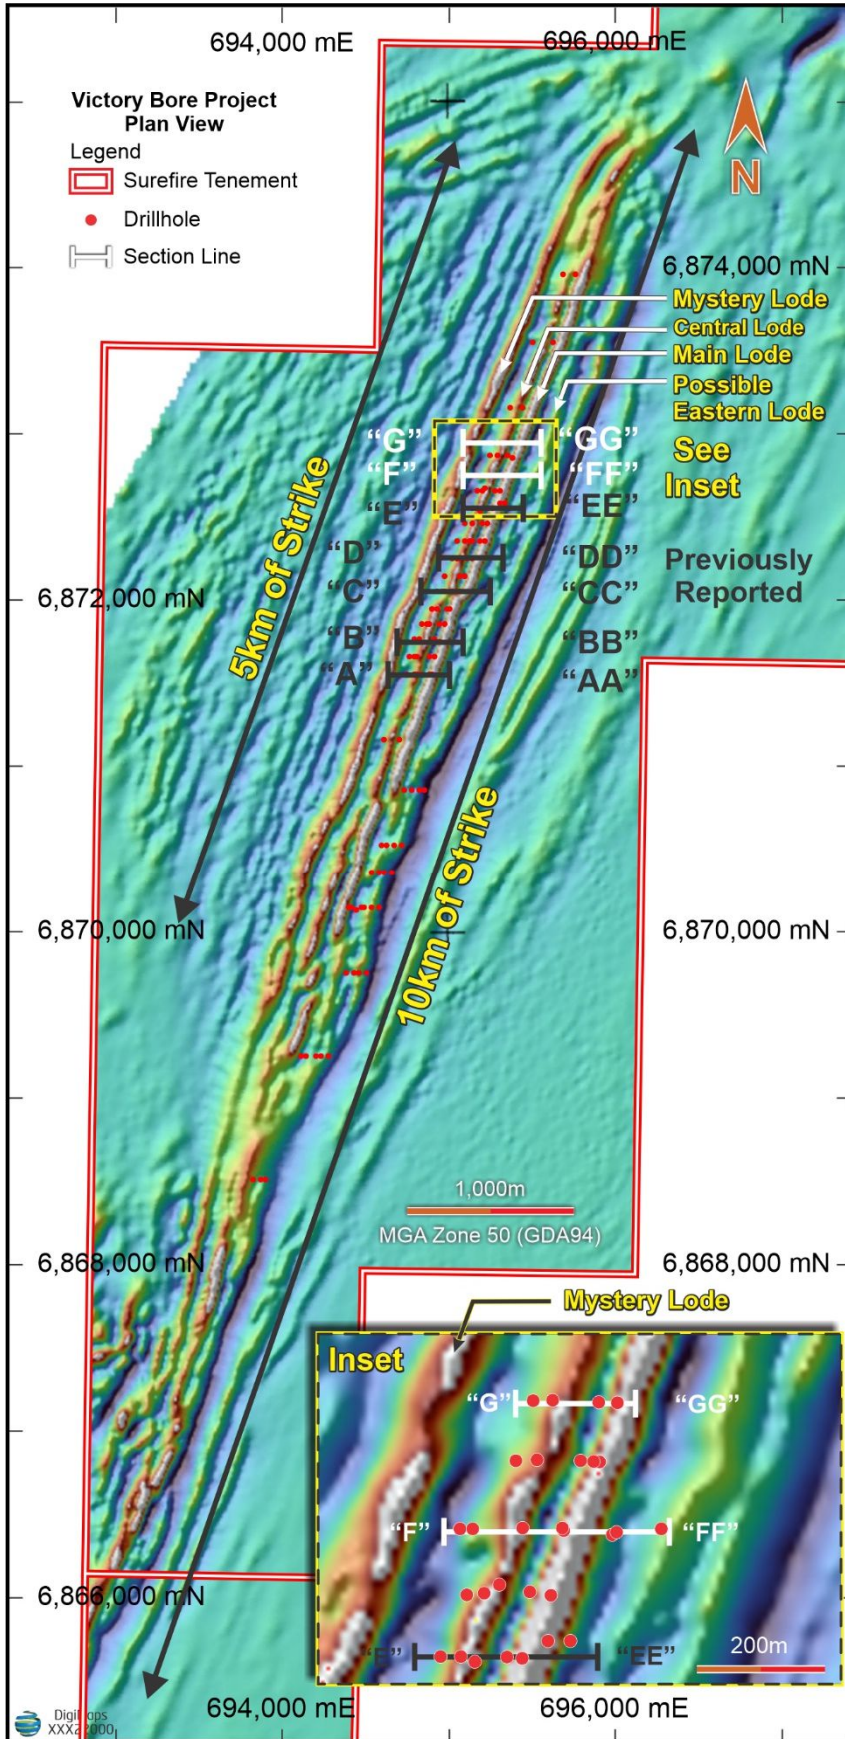 694,000 mE
696,000 mE
Victory Bore Project
Plan View
Legend
Surefire Tenement
Drillhole
Section Line
N
6,874,000 mN
Mystery Lode
Central Lode
Main Lode
Possible
Eastern Lode
“G”
“GG”
See
Inset
“F”
“FF”
“E”
“EE”
“D”
“DD”
Previously
Reported
“C”
“CC”
6,872,000 mN
“B”
“BB”
“A”
“AA”
5km of Strike
10km of Strike
6,870,000 mN
6,870,000 mN
1,000m
MGA Zone 50 (GDA94)
6,868,000 mN
6,868,000 mN
Mystery Lode
Inset
“G”
“GG”
“F”
“FF”
“E”
“EE”
200m
6,866,000 mN
694,000 mE
696,000 mE